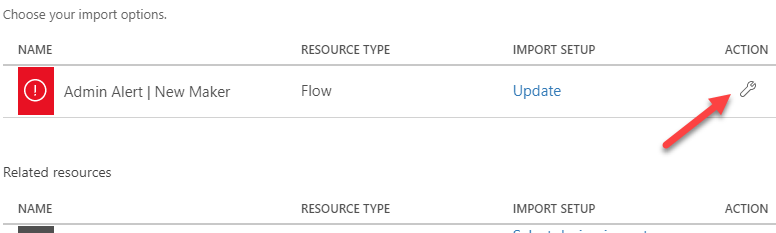 Choose your import options.
NAME RESOURCE TYPE IMPORT SETUP ACTION
Admin Alert | New Maker Flow Update
Related resources
NAME RESOURCE TYPE IMPORT SETUP ACTION